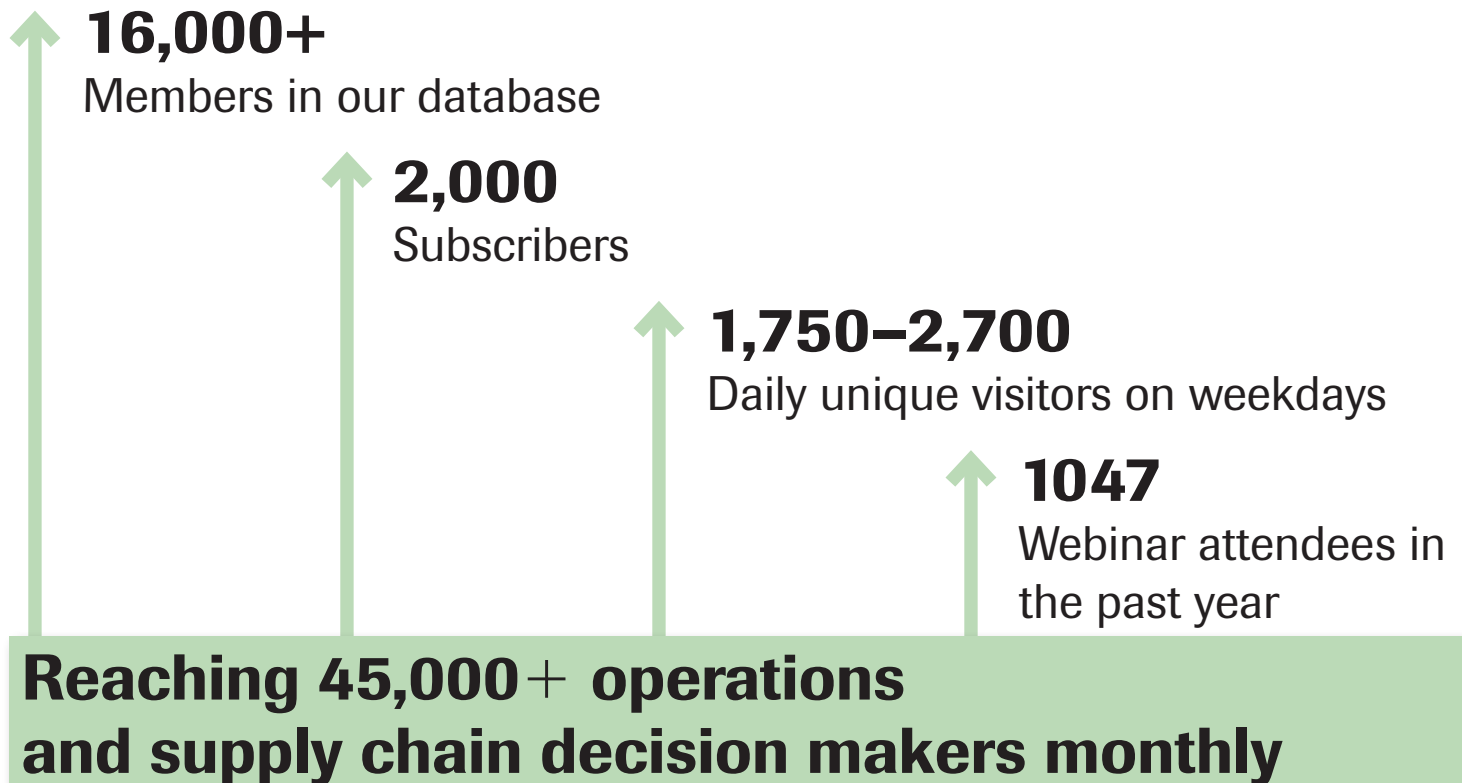 16,000+
Members in our database
2,000
Subscribers
1,750–2,700
Daily unique visitors on weekdays
1047
Webinar attendees in
the past year
Reaching 45,000+ operations
and supply chain decision makers monthly